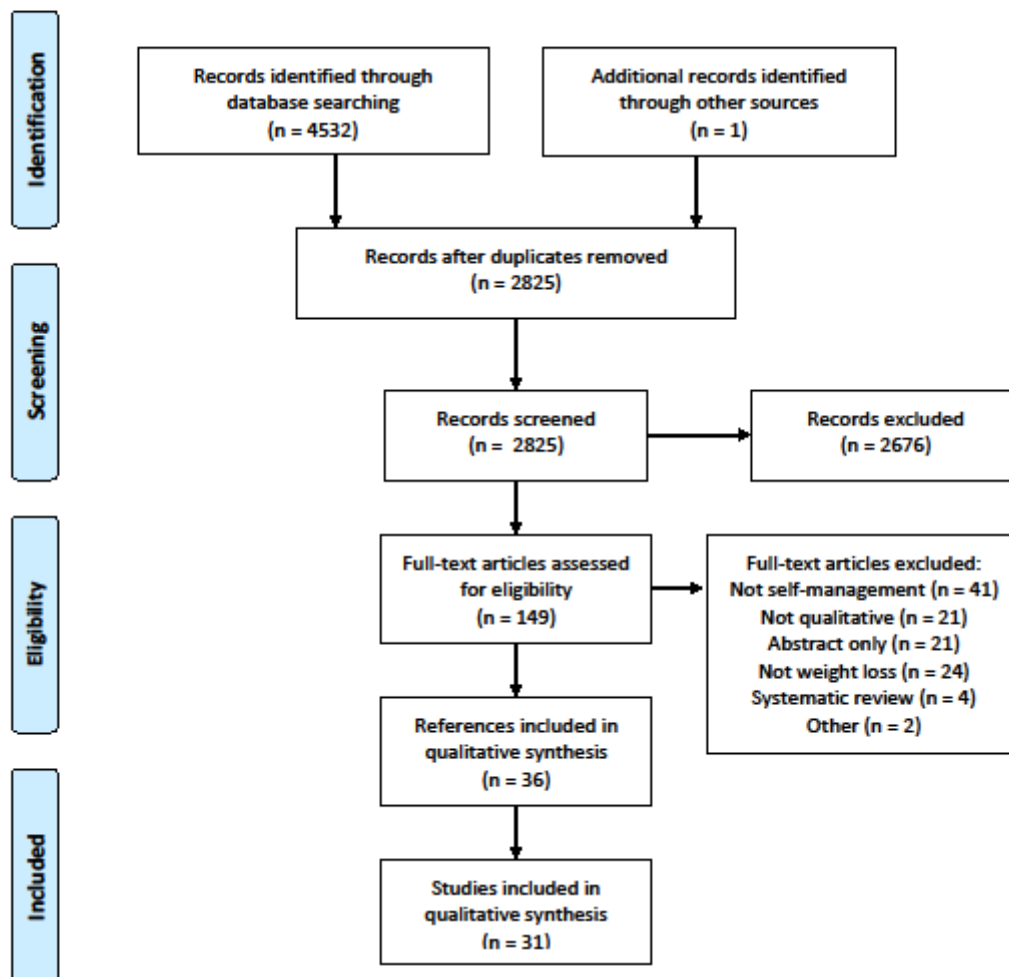 Identification
Records identified through
database searching
(n = 4532)
Additional records identified
through other sources
(n = 1)
Records after duplicates removed
(n = 2825)
Screening
Records screened
(n = 2825)
Records excluded
(n = 2676)
Eligibility
Full-text articles assessed
for eligibility
(n = 149)
Full-text articles excluded:
Not self-management (n = 41)
Not qualitative (n = 21)
Abstract only (n = 21)
Not weight loss (n = 24)
Systematic review (n = 4)
Other (n = 2)
References included in
qualitative synthesis
(n = 36)
Included
Studies included in
qualitative synthesis
(n = 31)